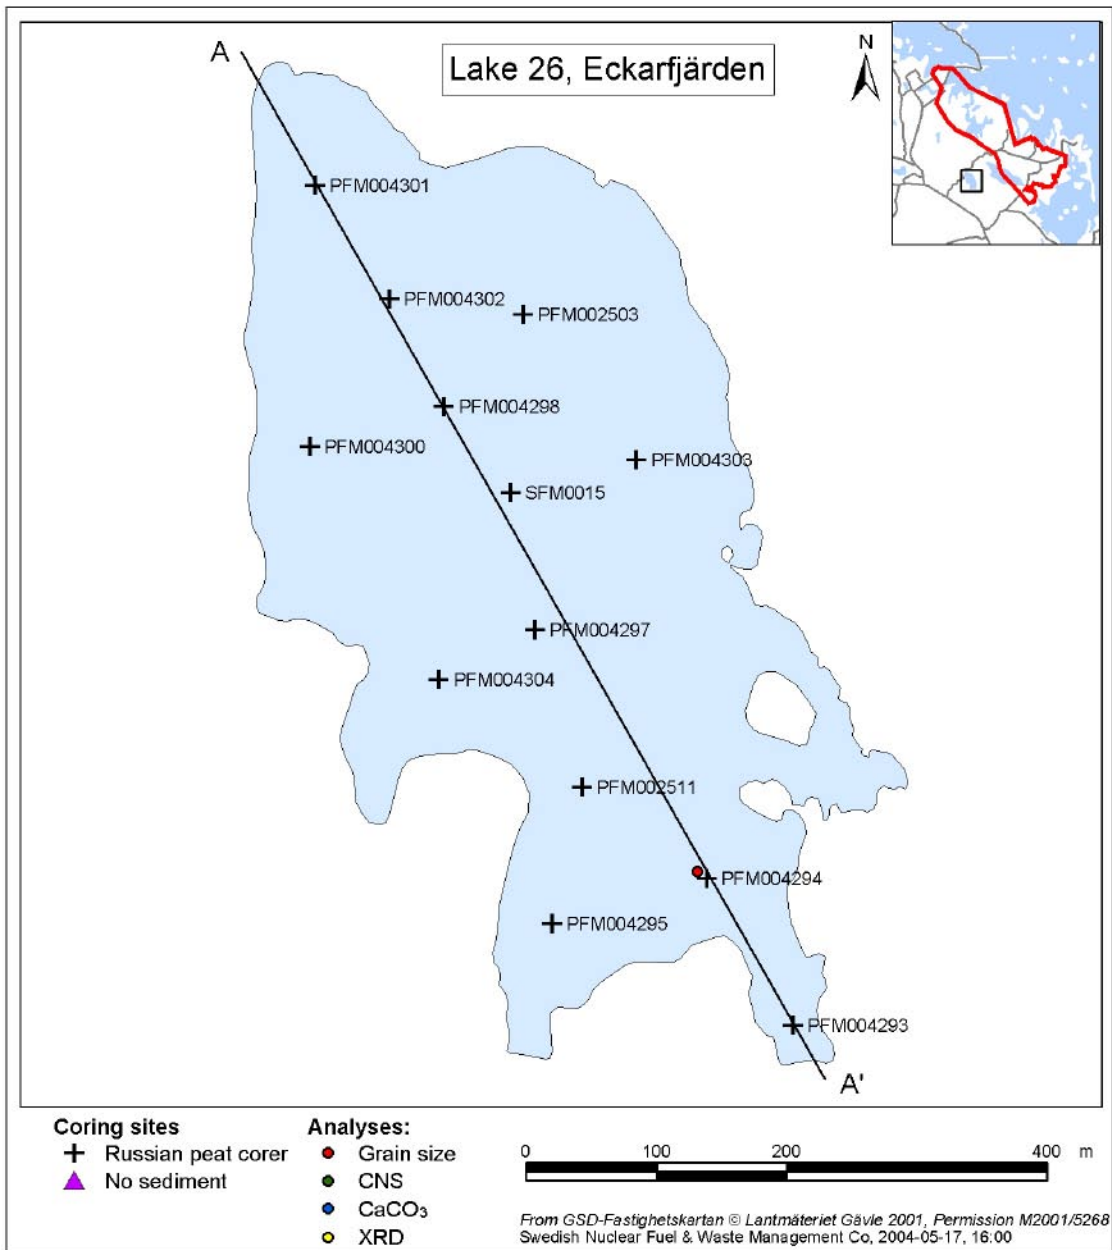 A
Lake 26, Eckarfjärden
N
PFM004301
PFM004302
PFM002503
PFM004298
PFM004300
PFM004303
SFM0015
PFM004297
PFM004304
PFM002511
PFM004294
PFM004295
PFM004293
A'
Coring sites
Russian peat corer
No sediment
Analyses:
Grain size
CNS
CaCO₃
XRD
0 100 200 400 m
From GSD-Fastighetskartan © Lantmäteriet Gävle 2001, Permission M2001/5268
Swedish Nuclear Fuel & Waste Management Co, 2004-05-17, 16:00